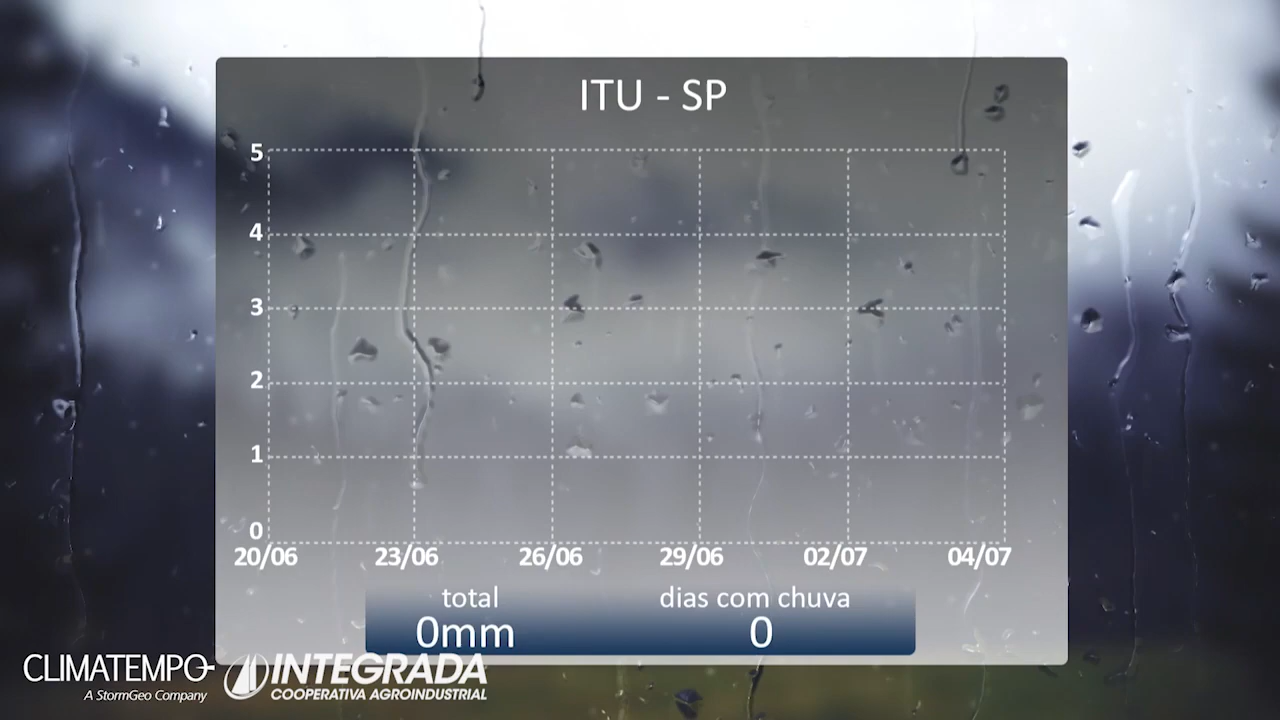 ITU - SP
5
4
3
2
1
0
20/06 23/06 26/06 29/06 02/07 04/07
total dias com chuva
0mm 0
CLIMATEMPO
A StormGeo Company
INTEGRADA
COOPERATIVA AGROINDUSTRIAL